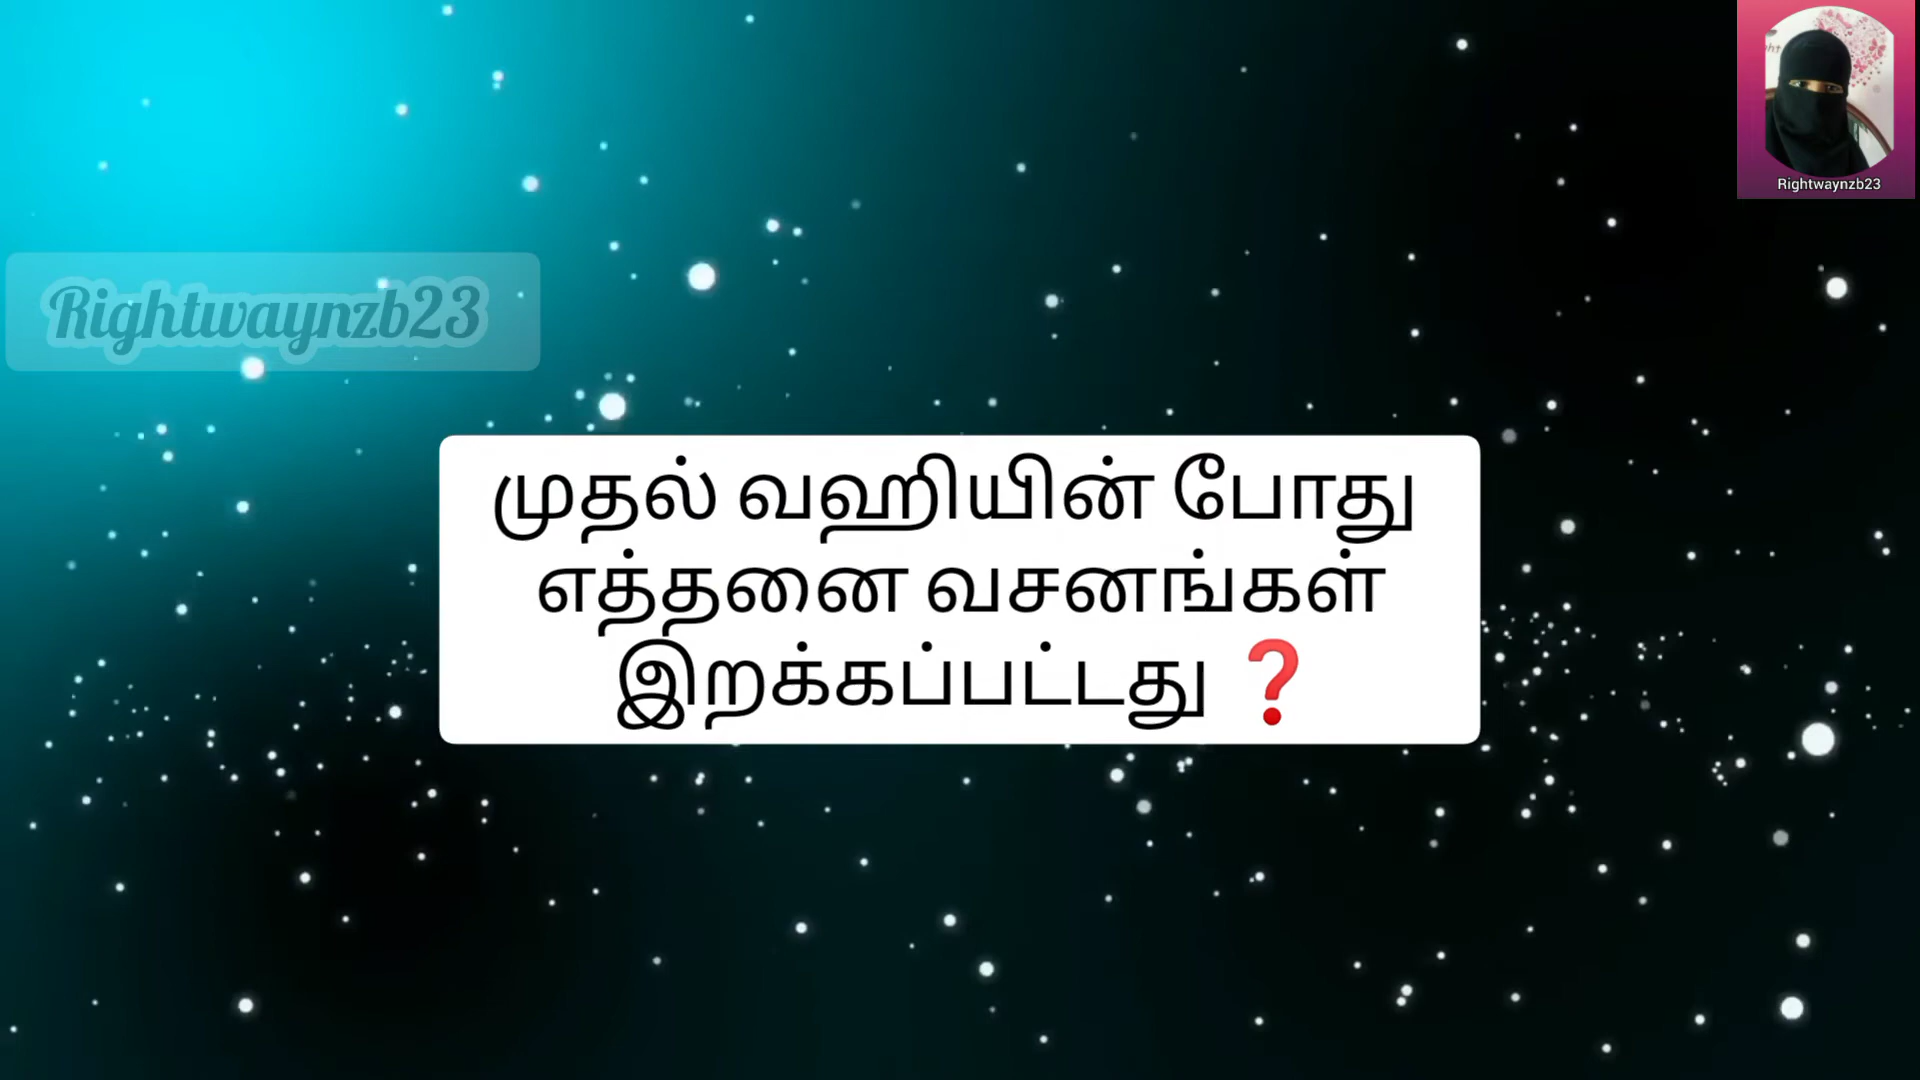 Rightwaynzb23
Rightwaynzb23
முதல் வஹியின் போது
எத்தனை வசனங்கள்
இறக்கப்பட்டது ❓